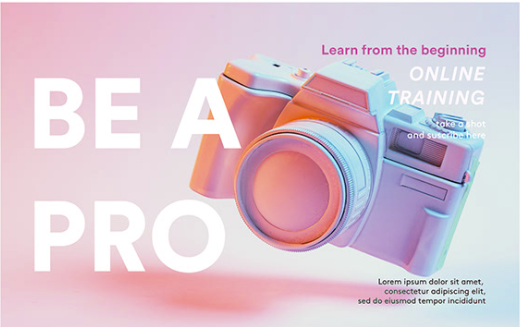 Learn from the beginning
ONLINE
TRAINING
take a shot
and suscribe here
BE A
PRO
Lorem ipsum dolor sit amet,
consectetur adipiscing elit,
sed do eiusmod tempor incididunt